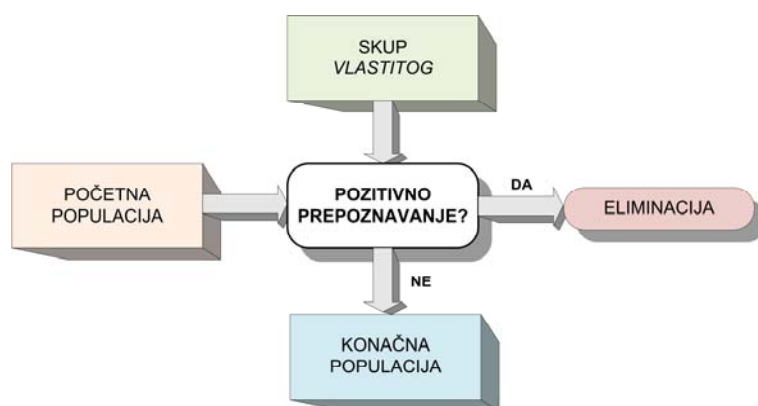 SKUP
VLASTITOG
POČETNA
POPULACIJA
POZITIVNO
PREPOZNAVANJE?
DA
ELIMINACIJA
NE
KONAČNA
POPULACIJA